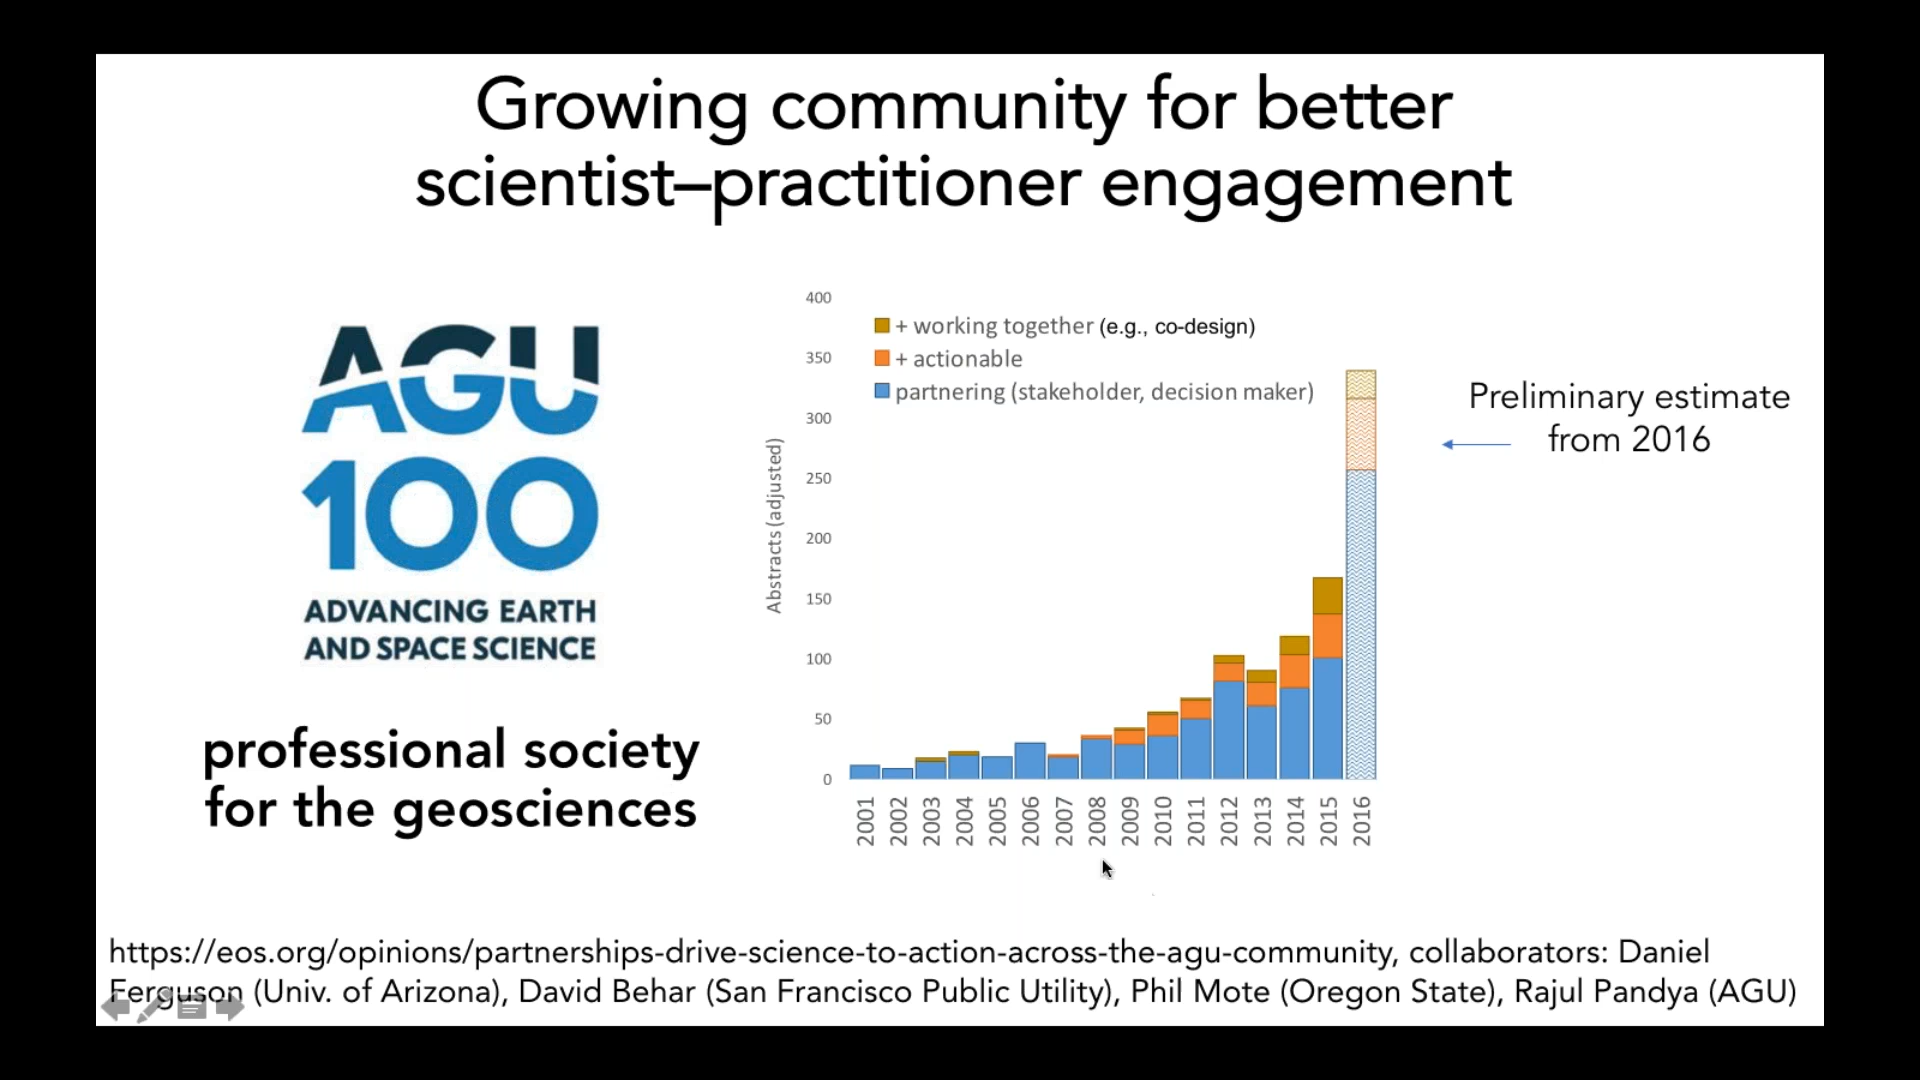 Growing community for better
scientist–practitioner engagement
AGU
100
ADVANCING EARTH
AND SPACE SCIENCE
professional society
for the geosciences
400
350
300
250
200
150
100
50
0
Abstracts (adjusted)
+ working together (e.g., co-design)
+ actionable
partnering (stakeholder, decision maker)
2001
2002
2003
2004
2005
2006
2007
2008
2009
2010
2011
2012
2013
2014
2015
2016
Preliminary estimate
from 2016
https://eos.org/opinions/partnerships-drive-science-to-action-across-the-agu-community, collaborators: Daniel
Ferguson (Univ. of Arizona), David Behar (San Francisco Public Utility), Phil Mote (Oregon State), Rajul Pandya (AGU)